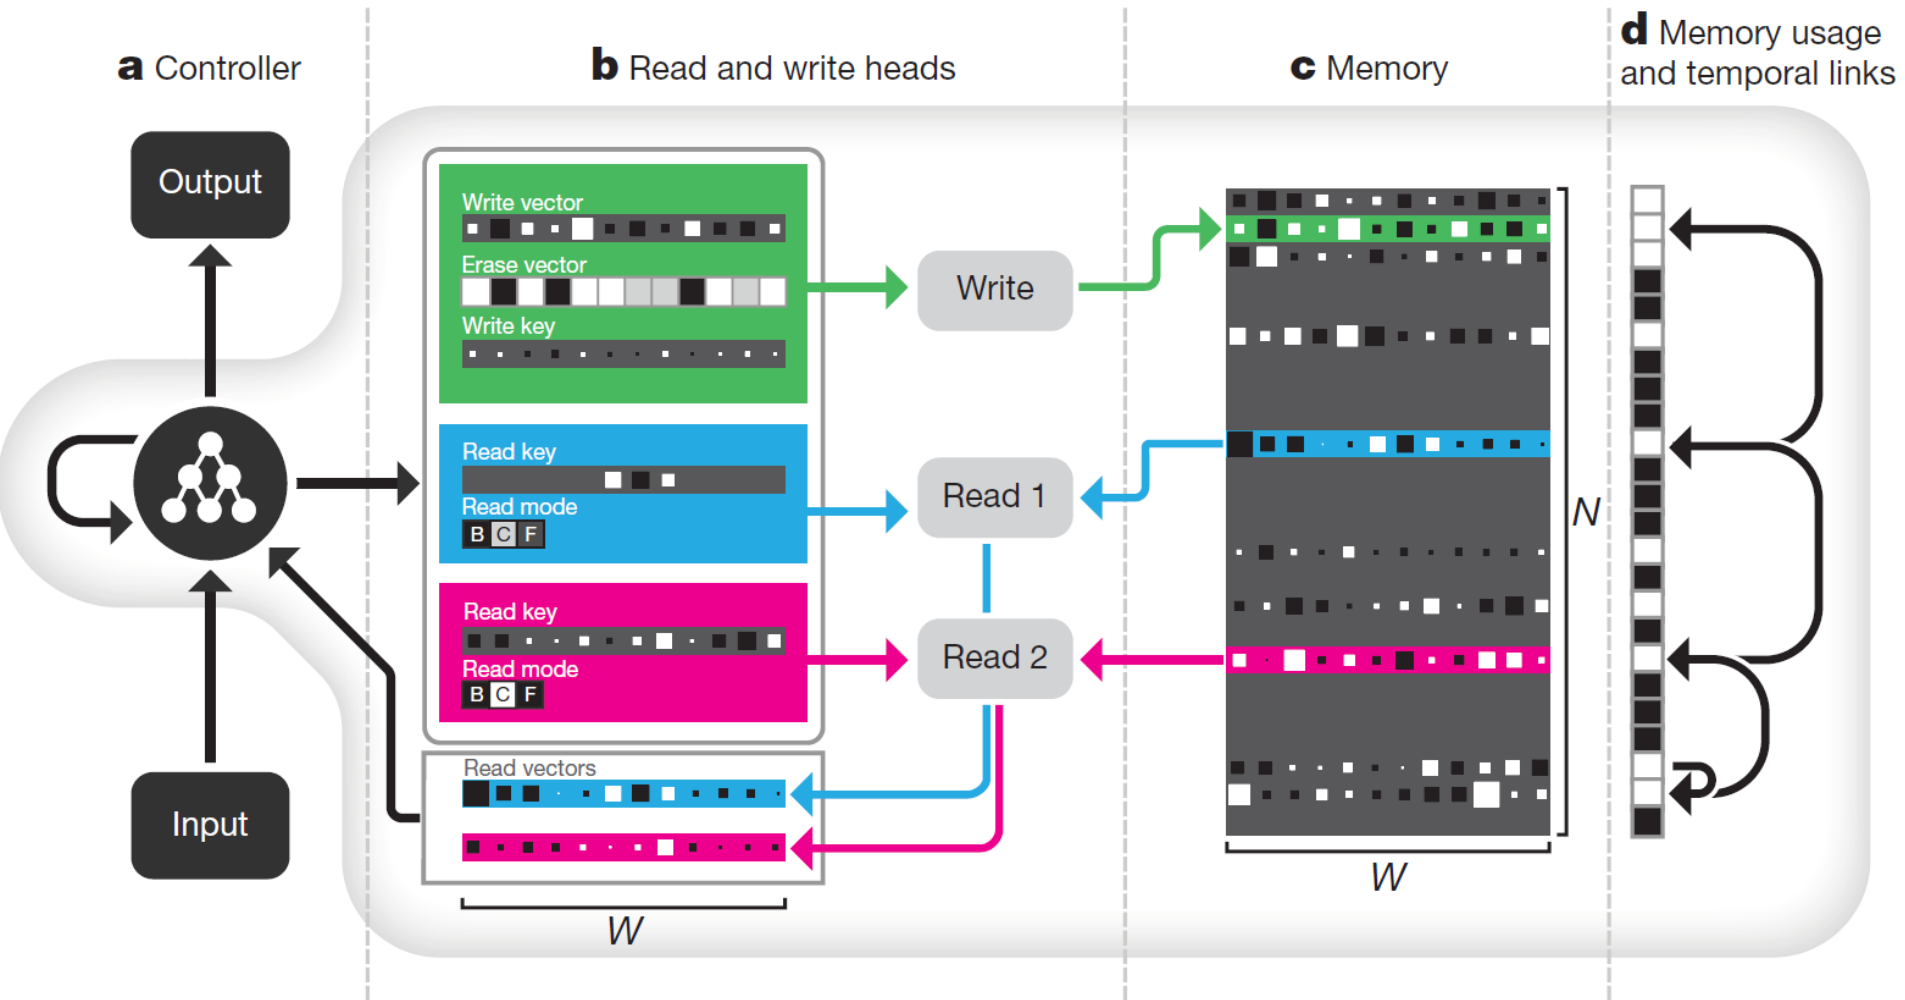 a Controller
b Read and write heads
c Memory
d Memory usage
and temporal links
Output
Input
Write vector
Erase vector
Write key
Read key
Read mode
B C F
Read key
Read mode
B C F
Read vectors
W
Write
Read 1
Read 2
N
W